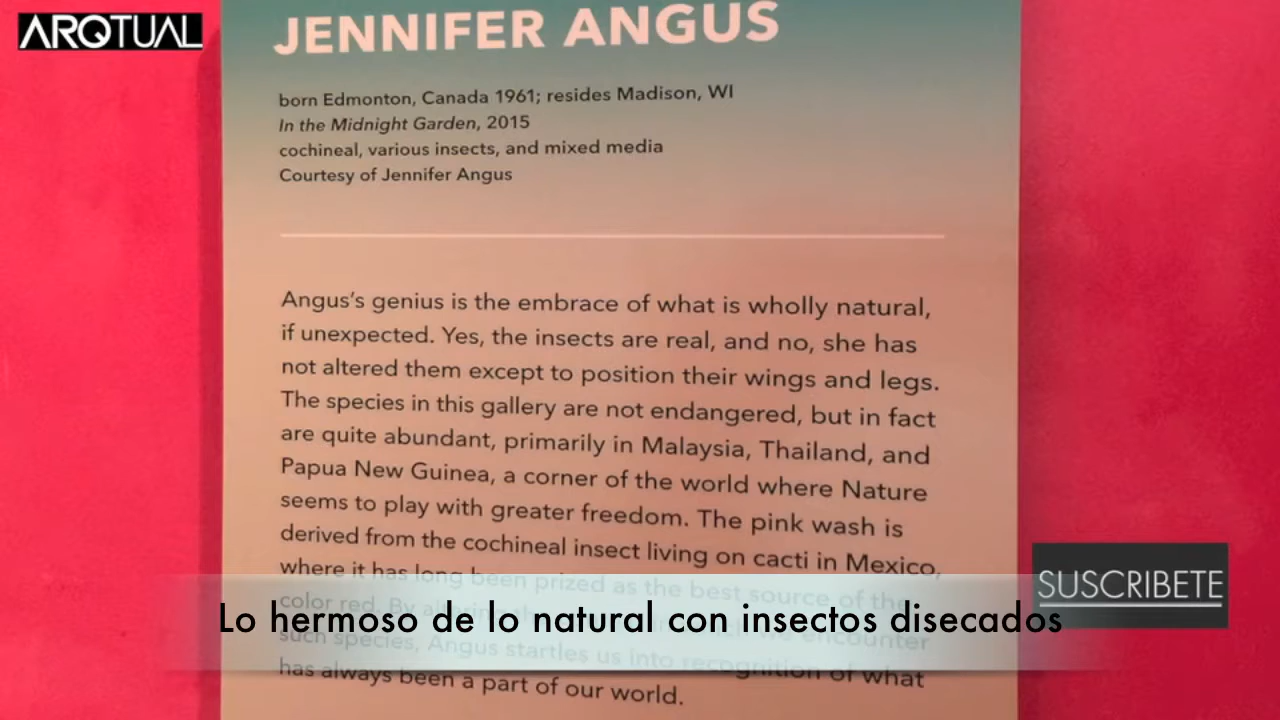 ARQTUAL
JENNIFER ANGUS
born Edmonton, Canada 1961; resides Madison, WI
In the Midnight Garden, 2015
cochineal, various insects, and mixed media
Courtesy of Jennifer Angus
Angus's genius is the embrace of what is wholly natural,
if unexpected. Yes, the insects are real, and no, she has
not altered them except to position their wings and legs.
The species in this gallery are not endangered, but in fact
are quite abundant, primarily in Malaysia, Thailand, and
Papua New Guinea, a corner of the world where Nature
seems to play with greater freedom. The pink wash is
derived from the cochineal insect living on cacti in Mexico,
where it has long been prized as the best source of the
color red. By altering the
such species, Angus startles us into recognition of what
has always been a part of our world.
Lo hermoso de lo natural con insectos disecados
SUSCRIBETE